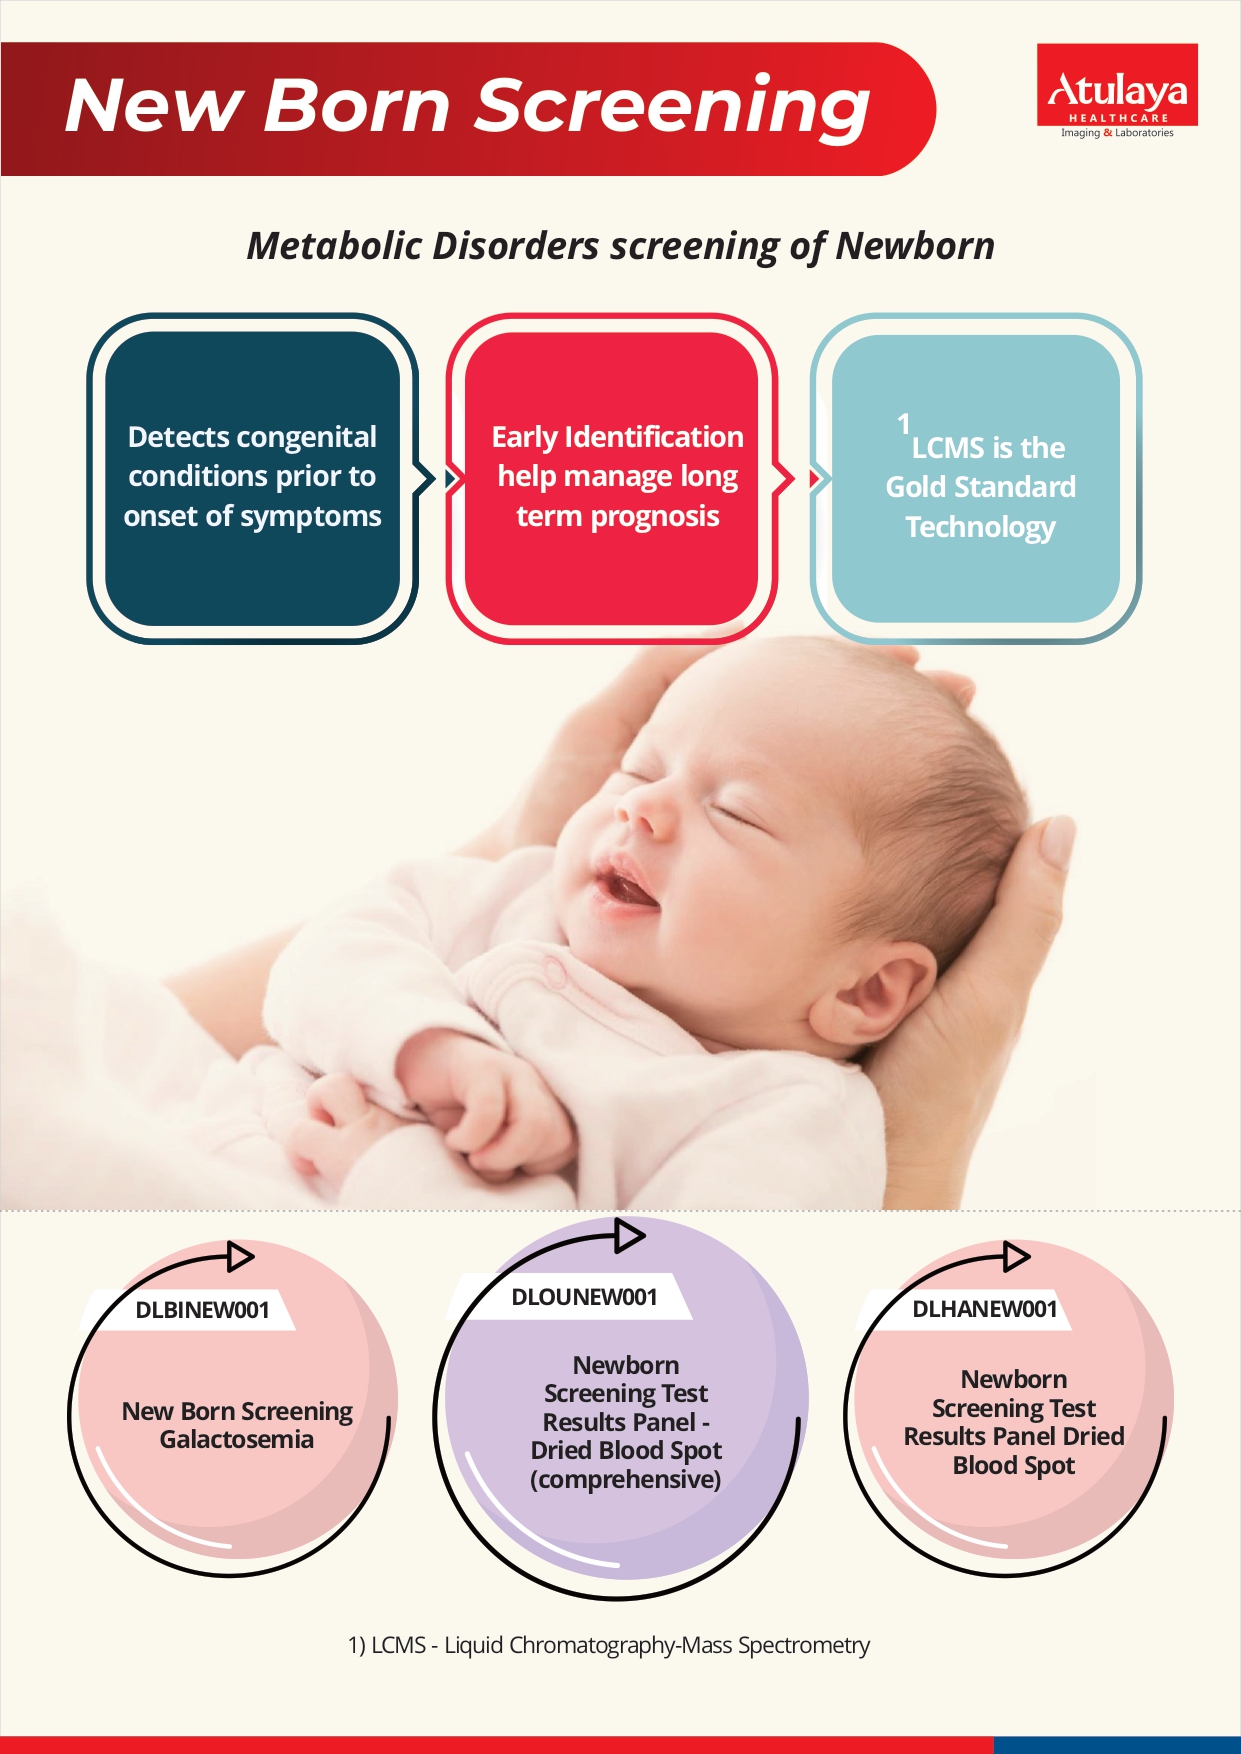 New Born Screening
Atulaya
HEALTHCARE
Imaging & Laboratories
Metabolic Disorders screening of Newborn
Detects congenital
conditions prior to
onset of symptoms
Early Identification
help manage long
term prognosis
1
LCMS is the
Gold Standard
Technology
DLBINEW001
New Born Screening
Galactosemia
DLOUNEW001
Newborn
Screening Test
Results Panel -
Dried Blood Spot
(comprehensive)
DLHANEW001
Newborn
Screening Test
Results Panel Dried
Blood Spot
1) LCMS - Liquid Chromatography-Mass Spectrometry